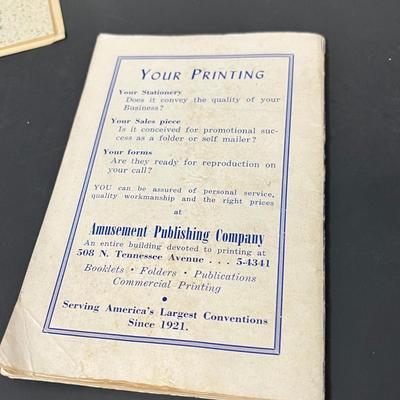 YOUR PRINTING
Your Stationery
Does it convey the quality of your
Business?
Your Sales piece
Is it conceived for promotional suc-
cess as a folder or self mailer?
Your forms
Are they ready for reproduction on
your call?
YOU can be assured of personal service,
quality workmanship and the right prices
at
Amusement Publishing Company
An entire building devoted to printing at
508 N. Tennessee Avenue . . . 5-4341
Booklets • Folders • Publications
Commercial Printing
•
Serving America's Largest Conventions
Since 1921.